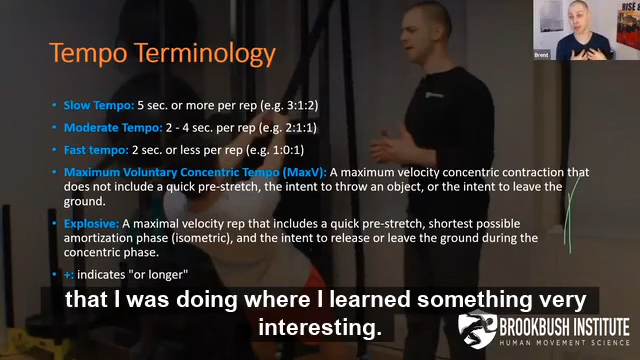 RISE &
Brent
Tempo Terminology
• Slow Tempo: 5 sec. or more per rep (e.g. 3:1:2)
• Moderate Tempo: 2 - 4 sec. per rep (e.g. 2:1:1)
• Fast tempo: 2 sec. or less per rep (e.g. 1:0:1)
• Maximum Voluntary Concentric Tempo (MaxV): A maximum velocity concentric contraction that
does not include a quick pre-stretch, the intent to throw an object, or the intent to leave the
ground.
• Explosive: A maximal velocity rep that includes a quick pre-stretch, shortest possible
amortization phase (isometric), and the intent to release or leave the ground during the
concentric phase.
• +: indicates "or longer"
that I was doing where I learned something very
interesting.
BROOKBUSH INSTITUTE
HUMAN MOVEMENT SCIENCE